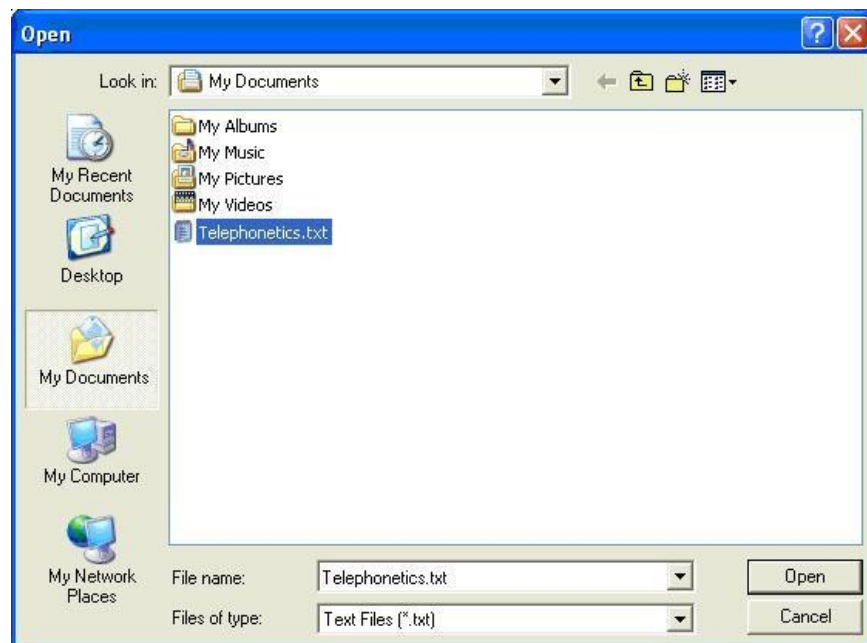 Open
Look in: My Documents
My Albums
My Music
My Pictures
My Videos
Telephonetics.txt
My Recent
Documents
Desktop
My Documents
My Computer
My Network
Places
File name: Telephonetics.txt Open
Files of type: Text Files (*.txt) Cancel